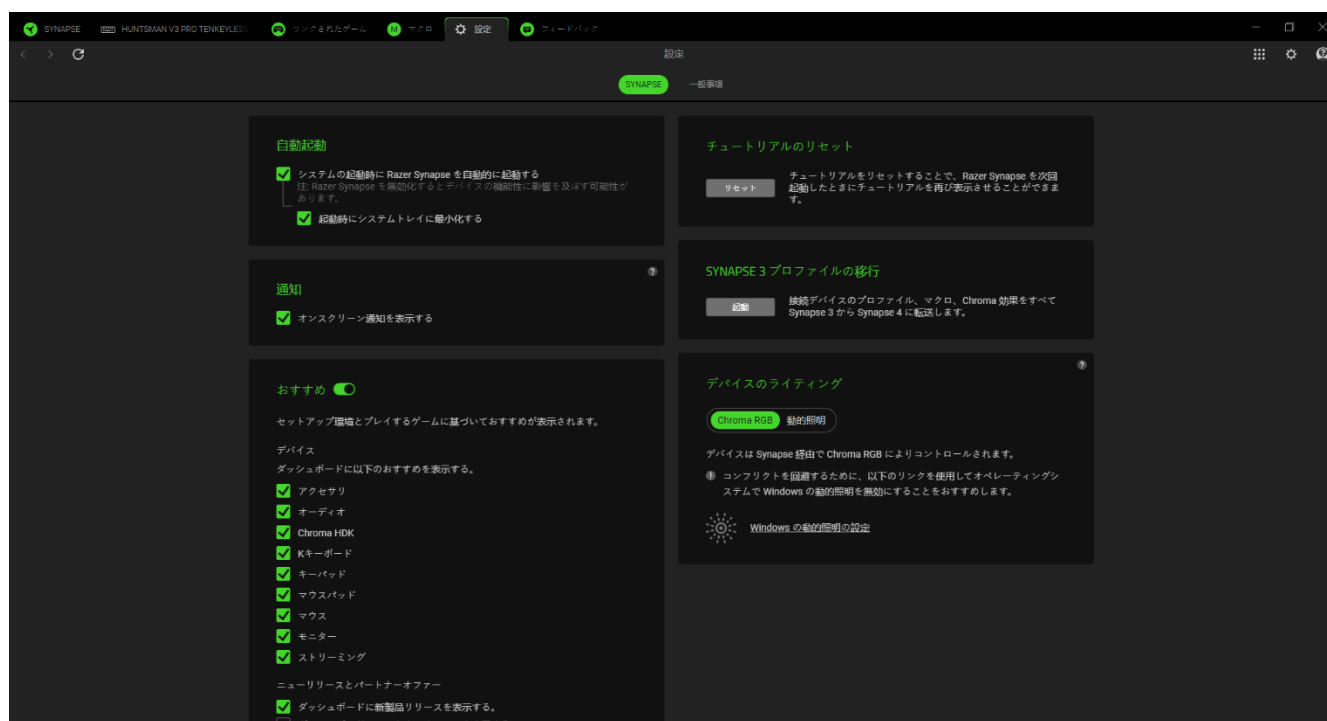 SYNAPSE HUNTSMAN V3 PRO TENKEYLESS リンクされたゲーム マクロ 設定 フィードバック
設定
SYNAPSE 一般事項
自動起動
システムの起動時に Razer Synapse を自動的に起動する
注: Razer Synapse を無効化するとデバイスの機能性に影響を及ぼす可能性が
あります。
起動時にシステムトレイに最小化する
通知
オンスクリーン通知を表示する
おすすめ
セットアップ環境とプレイするゲームに基づいておすすめが表示されます。
デバイス
ダッシュボードに以下のおすすめを表示する。
アクセサリ
オーディオ
Chroma HDK
Kキーボード
キーパッド
マウスパッド
マウス
モニター
ストリーミング
ニューリリースとパートナーオファー
ダッシュボードに新製品リリースを表示する。
チュートリアルのリセット
リセット
チュートリアルをリセットすることで、Razer Synapse を次回
起動したときにチュートリアルを再び表示させることができま
す。
SYNAPSE 3 プロファイルの移行
起動
接続デバイスのプロファイル、マクロ、Chroma 効果をすべて
Synapse 3 から Synapse 4 に転送します。
デバイスのライティング
Chroma RGB 動的照明
デバイスは Synapse 経由で Chroma RGB によりコントロールされます。
コンフリクトを回避するために、以下のリンクを使用してオペレーティングシ
ステムで Windows の動的照明を無効にすることをおすすめします。
Windows の動的照明の設定